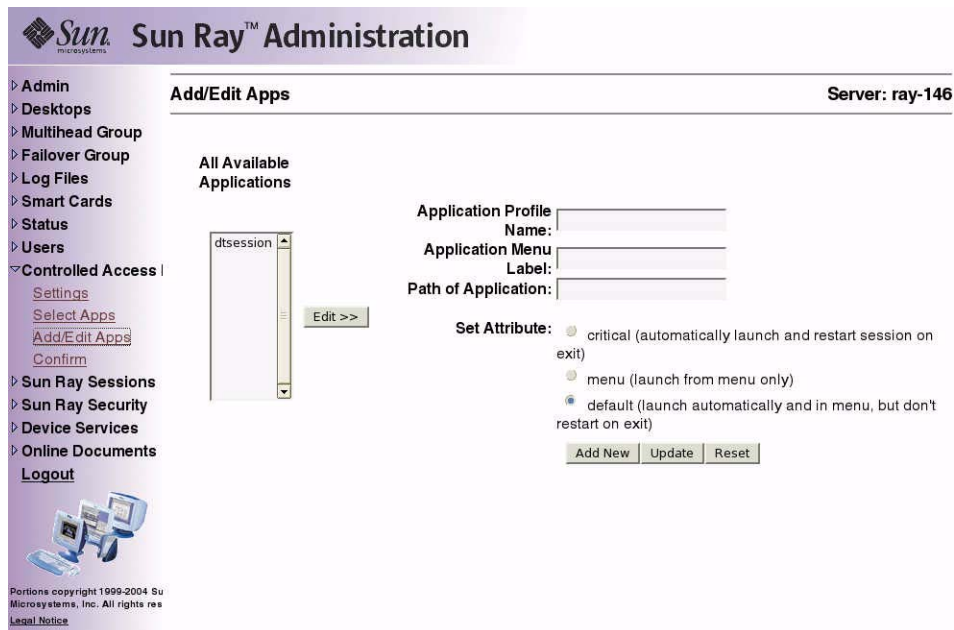 Sun microsystems Sun Ray™ Administration
Admin
Desktops
Multihead Group
Failover Group
Log Files
Smart Cards
Status
Users
Controlled Access
Settings
Select Apps
Add/Edit Apps
Confirm
Sun Ray Sessions
Sun Ray Security
Device Services
Online Documents
Logout
Portions copyright 1999-2004 Su
Microsystems, Inc. All rights res
Legal Notice
Add/Edit Apps Server: ray-146
All Available
Applications
dtsession
Edit >>
Application Profile
Name:
Application Menu
Label:
Path of Application:
Set Attribute:
critical (automatically launch and restart session on
exit)
menu (launch from menu only)
default (launch automatically and in menu, but don't
restart on exit)
Add New Update Reset